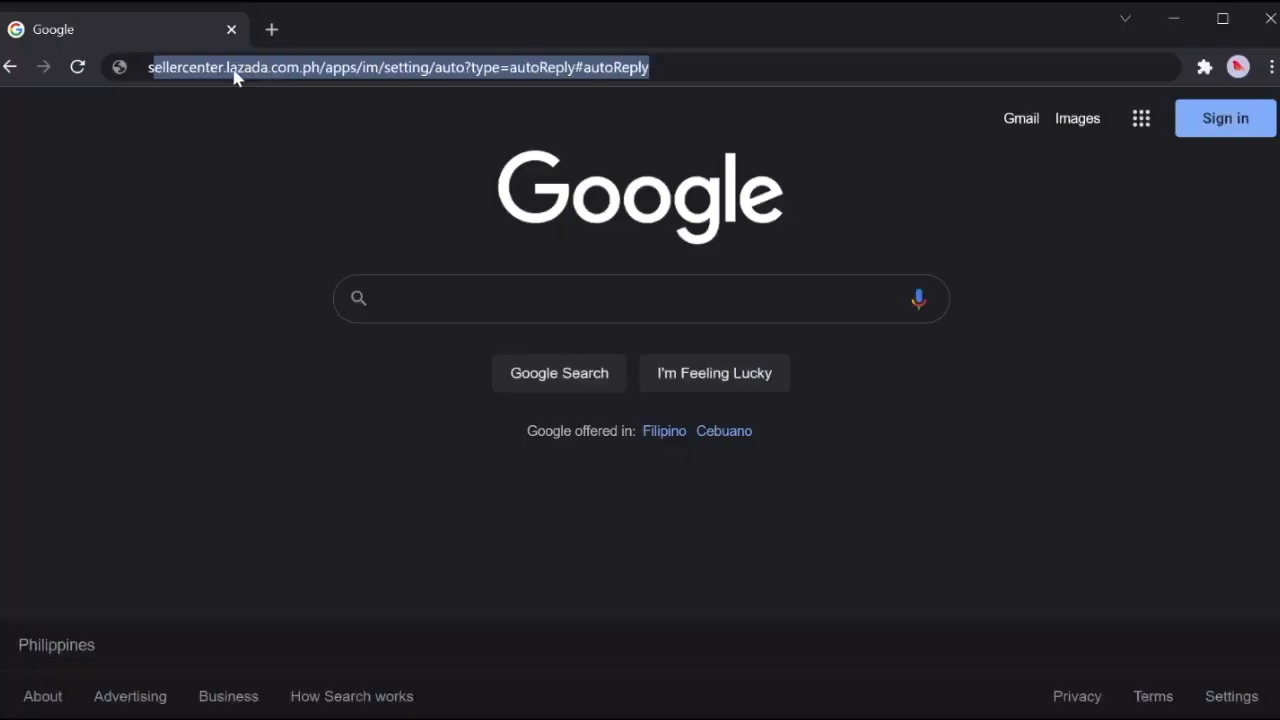 Google
sellercenter.lazada.com.ph/apps/im/setting/auto?type=autoReply#autoReply
Gmail Images Sign in
Google
Google Search I'm Feeling Lucky
Google offered in: Filipino Cebuano
Philippines
About Advertising Business How Search works Privacy Terms Settings